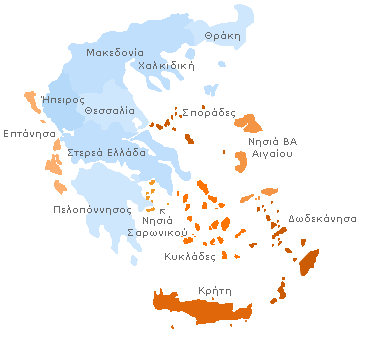 Θράκη
Μακεδονία
Χαλκιδική
Ήπειρος
Θεσσαλία
Σποράδες
Επτάνησα
Νησιά ΒΑ
Αιγαίου
Στερεά Ελλάδα
Πελοπόννησος
Νησιά
Σαρωνικού
Δωδεκάνησα
Κυκλάδες
Κρήτη